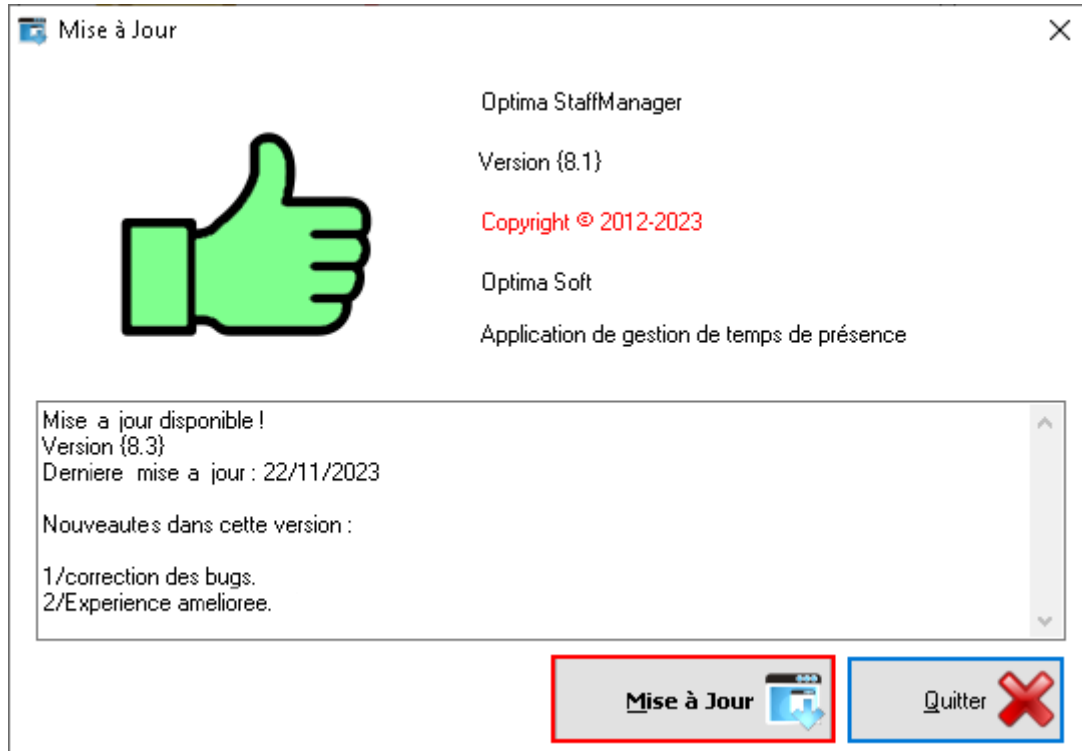 Mise à Jour
Optima StaffManager
Version {8.1}
Copyright © 2012-2023
Optima Soft
Application de gestion de temps de présence
Mise a jour disponible !
Version {8.3}
Derniere mise a jour : 22/11/2023
Nouveautes dans cette version :
1/correction des bugs.
2/Experience amelioree.
Mise à Jour
Quitter